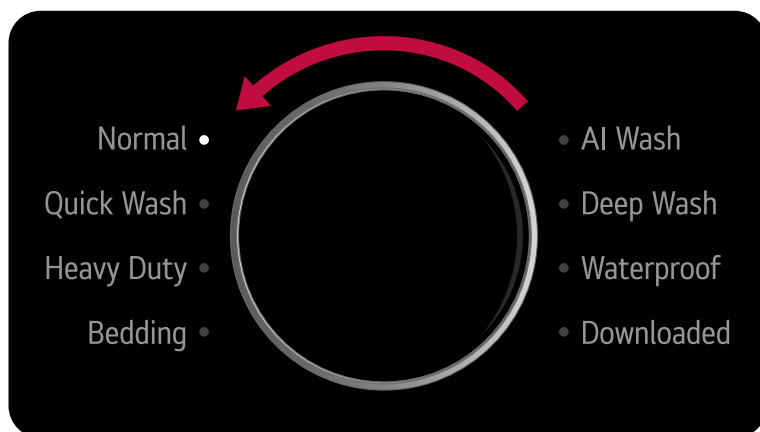 Normal
Quick Wash
Heavy Duty
Bedding
AI Wash
Deep Wash
Waterproof
Downloaded